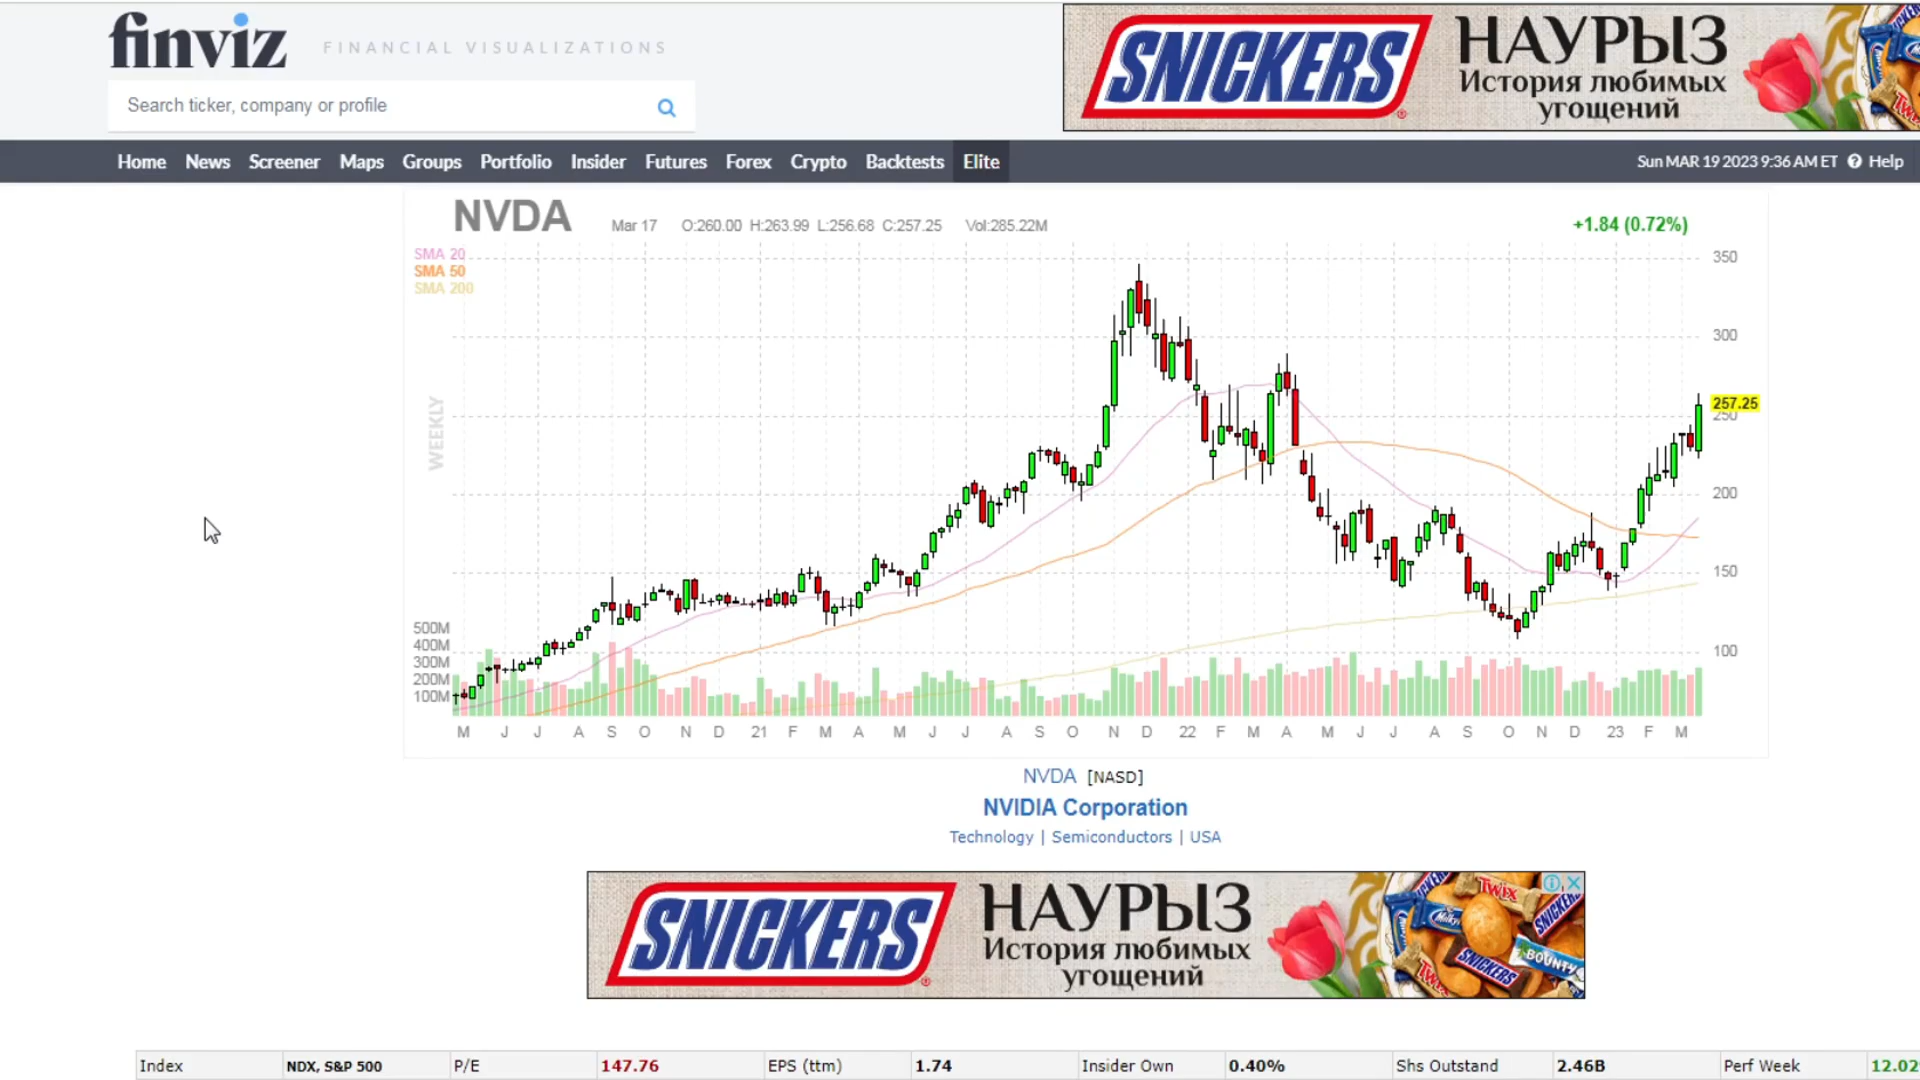 finviz
FINANCIAL VISUALIZATIONS
SNICKERS
НАУРЫЗ
История любимых
угощений
Search ticker, company or profile
Home News Screener Maps Groups Portfolio Insider Futures Forex Crypto Backtests Elite
Sun MAR 19 2023 9:36 AM ET Help
NVDA Mar 17 O:260.00 H:263.99 L:256.68 C:257.25 Vol:285.22M +1.84 (0.72%)
SMA 20
SMA 50
SMA 200
WEEKLY
350
300
257.25
250
200
150
100
500M
400M
300M
200M
100M
M J J A S O N D 21 F M A M J J A S O N D 22 F M A M J J A S O N D 23 F M
NVDA [NASD]
NVIDIA Corporation
Technology | Semiconductors | USA
SNICKERS
НАУРЫЗ
История любимых
угощений
TWIX
SNICKERS
Milky
SNICKERS
BOUNTY
TWIX
Index NDX, S&P 500 P/E 147.76 EPS (ttm) 1.74 Insider Own 0.40% Shs Outstand 2.46B Perf Week 12.02